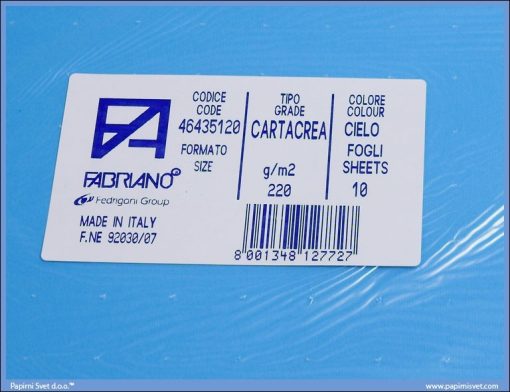 FABRIANO®
Fedrigoni Group
MADE IN ITALY
F.NE 92030/07
CODICE
CODE
46435120
FORMATO
SIZE
TIPO
GRADE
CARTACREA
g/m2
220
COLORE
COLOUR
CIELO
FOGLI
SHEETS
10
8 001348 127727
Papirni Svet d.o.o.™
www.papirnisvet.com